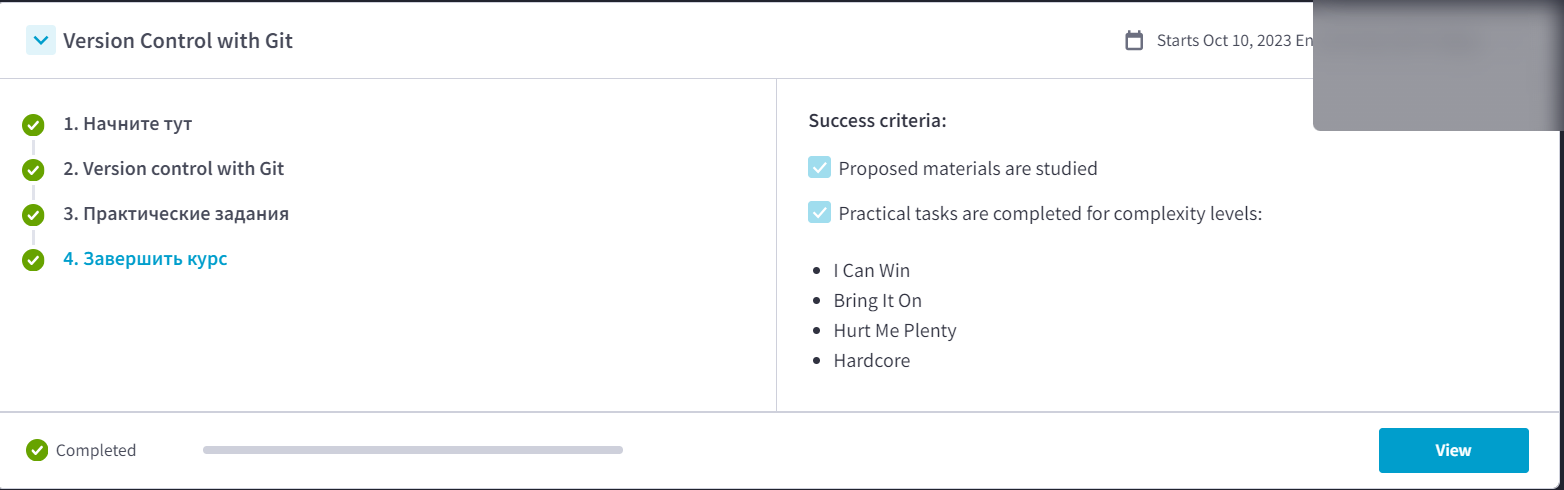 Version Control with Git
Starts Oct 10, 2023 En
1. Начните тут
2. Version control with Git
3. Практические задания
4. Завершить курс
Success criteria:
Proposed materials are studied
Practical tasks are completed for complexity levels:
I Can Win
Bring It On
Hurt Me Plenty
Hardcore
Completed
View